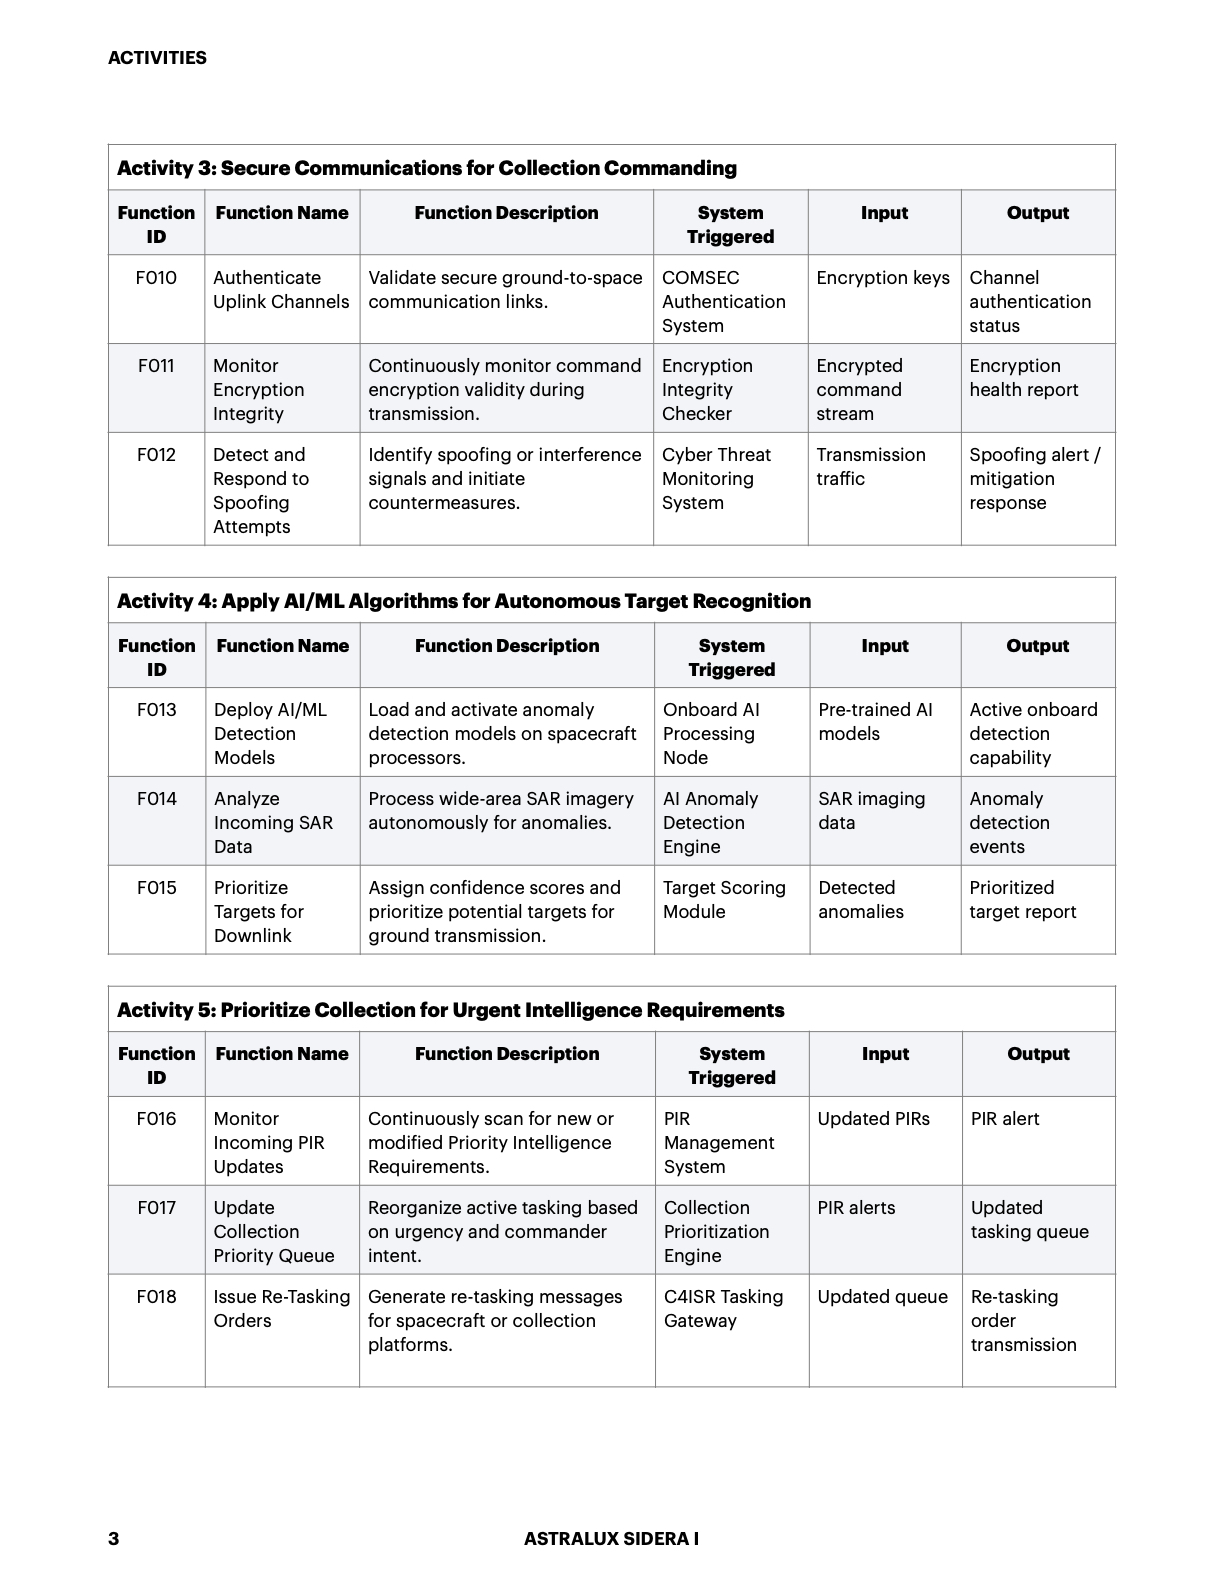 ACTIVITIES
Activity 3: Secure Communications for Collection Commanding
Function ID | Function Name | Function Description | System Triggered | Input | Output
F010 | Authenticate Uplink Channels | Validate secure ground-to-space communication links. | COMSEC Authentication System | Encryption keys | Channel authentication status
F011 | Monitor Encryption Integrity | Continuously monitor command encryption validity during transmission. | Encryption Integrity Checker | Encrypted command stream | Encryption health report
F012 | Detect and Respond to Spoofing Attempts | Identify spoofing or interference signals and initiate countermeasures. | Cyber Threat Monitoring System | Transmission traffic | Spoofing alert / mitigation response
Activity 4: Apply AI/ML Algorithms for Autonomous Target Recognition
Function ID | Function Name | Function Description | System Triggered | Input | Output
F013 | Deploy AI/ML Detection Models | Load and activate anomaly detection models on spacecraft processors. | Onboard AI Processing Node | Pre-trained AI models | Active onboard detection capability
F014 | Analyze Incoming SAR Data | Process wide-area SAR imagery autonomously for anomalies. | AI Anomaly Detection Engine | SAR imaging data | Anomaly detection events
F015 | Prioritize Targets for Downlink | Assign confidence scores and prioritize potential targets for ground transmission. | Target Scoring Module | Detected anomalies | Prioritized target report
Activity 5: Prioritize Collection for Urgent Intelligence Requirements
Function ID | Function Name | Function Description | System Triggered | Input | Output
F016 | Monitor Incoming PIR Updates | Continuously scan for new or modified Priority Intelligence Requirements. | PIR Management System | Updated PIRs | PIR alert
F017 | Update Collection Priority Queue | Reorganize active tasking based on urgency and commander intent. | Collection Prioritization Engine | PIR alerts | Updated tasking queue
F018 | Issue Re-Tasking Orders | Generate re-tasking messages for spacecraft or collection platforms. | C4ISR Tasking Gateway | Updated queue | Re-tasking order transmission
3
ASTRALUX SIDERA I